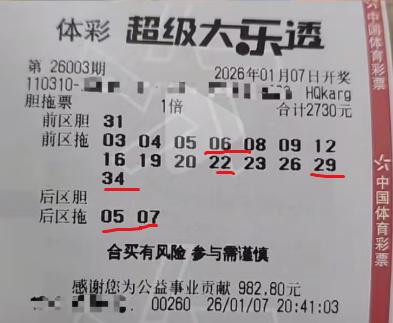 体彩 超级大乐透
第 26003期 2026年01月07日开奖
110310- HQkarg
胆拖票 1倍 合计2730元
前区胆 31
前区拖 03 04 05 06 08 09 12
16 19 20 22 23 26 29
34
后区胆
后区拖 05 07
合买有风险 参与需谨慎
感谢您为公益事业贡献 982.80元
00260 26/01/07 20:41:03
中国体育彩票
中国体育彩票